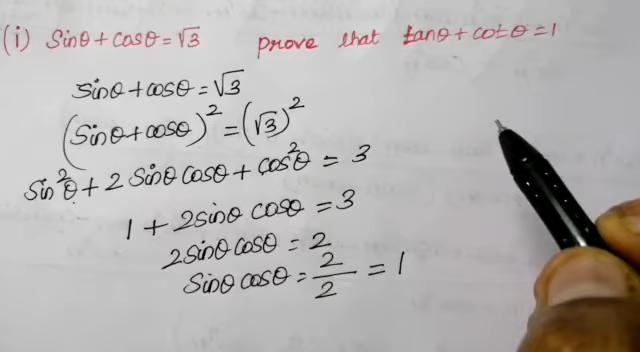 (i) Sinθ + cosθ = √3 prove that tanθ + cotθ = 1
sinθ + cosθ = √3
(Sinθ + cosθ)² = (√3)²
Sin²θ + 2 Sinθ cosθ + cos²θ = 3
1 + 2sinθ cosθ = 3
2sinθ cosθ = 2
Sinθ cosθ = 2/2 = 1